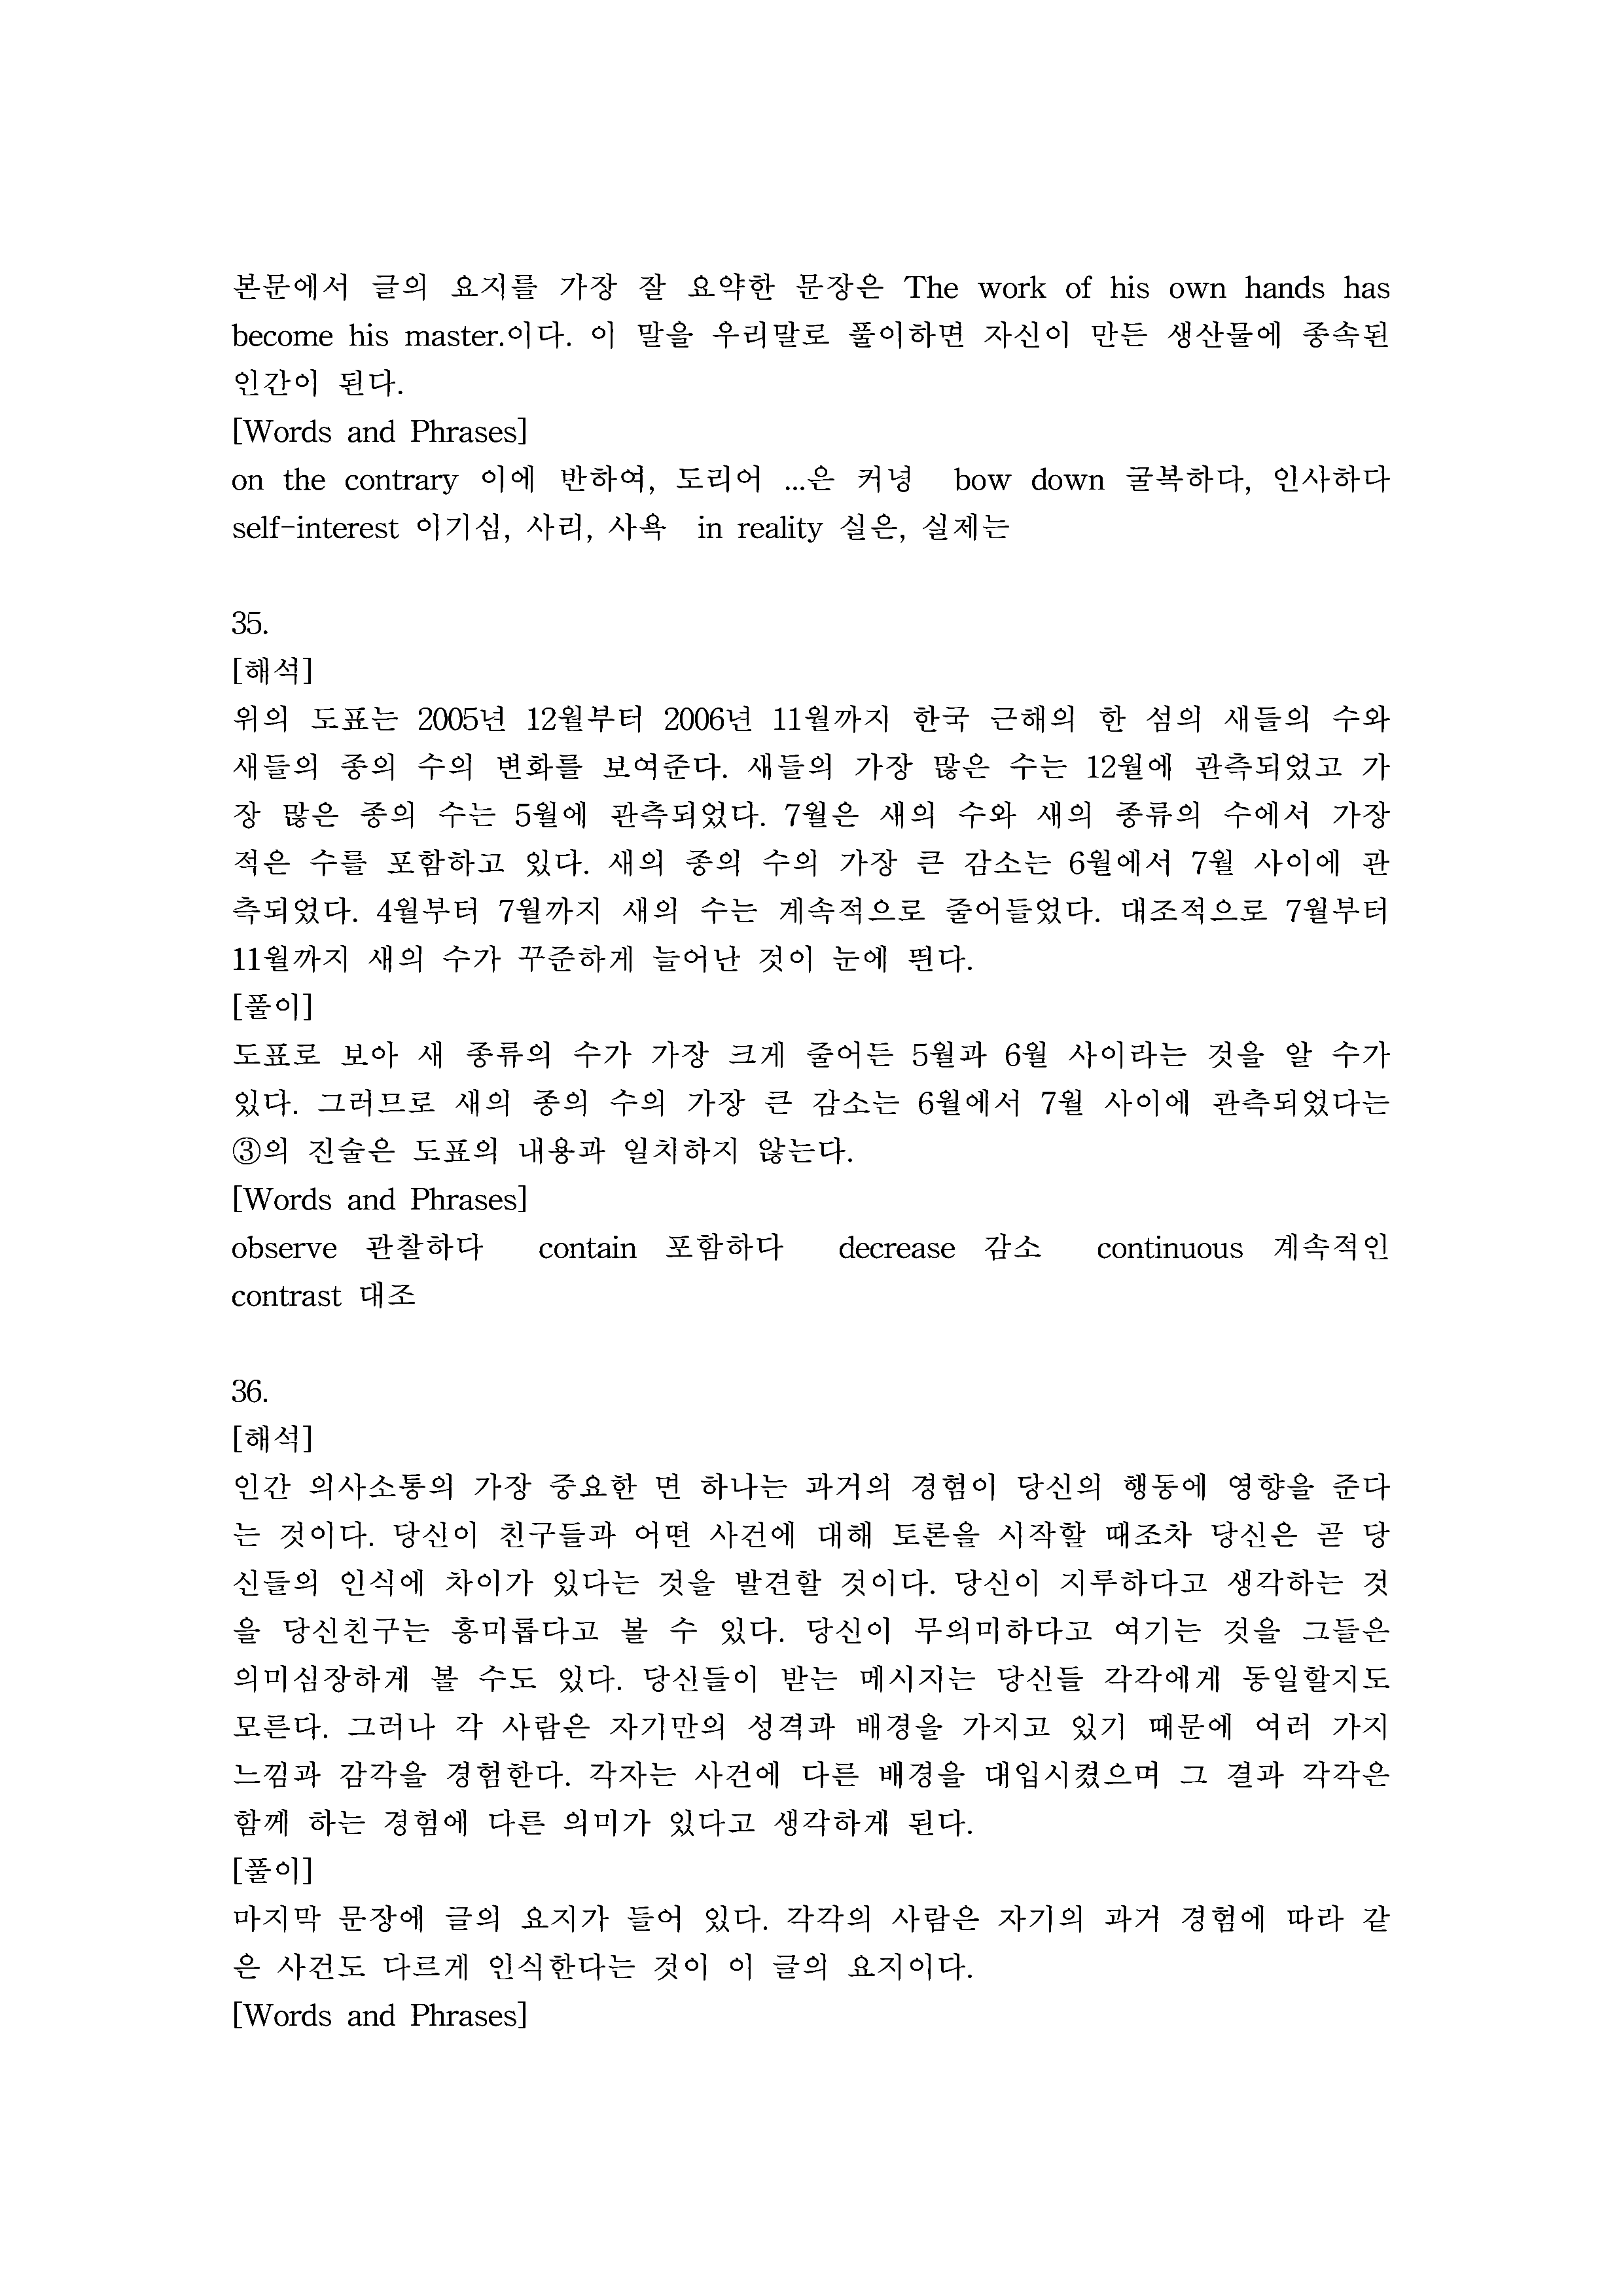 본문에서 글의 요지를 가장 잘 요약한 문장은 The work of his own hands has
become his master.이다. 이 말을 우리말로 풀이하면 자신이 만든 생산물에 종속된
인간이 된다.
[Words and Phrases]
on the contrary 이에 반하여, 도리어 ...은 커녕 bow down 굴복하다, 인사하다
self-interest 이기심, 사리, 사욕 in reality 실은, 실제는
35.
[해석]
위의 도표는 2005년 12월부터 2006년 11월까지 한국 근해의 한 섬의 새들의 수와
새들의 종의 수의 변화를 보여준다. 새들의 가장 많은 수는 12월에 관측되었고 가
장 많은 종의 수는 5월에 관측되었다. 7월은 새의 수와 새의 종류의 수에서 가장
적은 수를 포함하고 있다. 새의 종의 수의 가장 큰 감소는 6월에서 7월 사이에 관
측되었다. 4월부터 7월까지 새의 수는 계속적으로 줄어들었다. 대조적으로 7월부터
11월까지 새의 수가 꾸준하게 늘어난 것이 눈에 띈다.
[풀이]
도표로 보아 새 종류의 수가 가장 크게 줄어든 5월과 6월 사이라는 것을 알 수가
있다. 그러므로 새의 종의 수의 가장 큰 감소는 6월에서 7월 사이에 관측되었다는
③의 진술은 도표의 내용과 일치하지 않는다.
[Words and Phrases]
observe 관찰하다 contain 포함하다 decrease 감소 continuous 계속적인
contrast 대조
36.
[해석]
인간 의사소통의 가장 중요한 면 하나는 과거의 경험이 당신의 행동에 영향을 준다
는 것이다. 당신이 친구들과 어떤 사건에 대해 토론을 시작할 때조차 당신은 곧 당
신들의 인식에 차이가 있다는 것을 발견할 것이다. 당신이 지루하다고 생각하는 것
을 당신친구는 흥미롭다고 볼 수 있다. 당신이 무의미하다고 여기는 것을 그들은
의미심장하게 볼 수도 있다. 당신들이 받는 메시지는 당신들 각각에게 동일할지도
모른다. 그러나 각 사람은 자기만의 성격과 배경을 가지고 있기 때문에 여러 가지
느낌과 감각을 경험한다. 각자는 사건에 다른 배경을 대입시켰으며 그 결과 각각은
함께 하는 경험에 다른 의미가 있다고 생각하게 된다.
[풀이]
마지막 문장에 글의 요지가 들어 있다. 각각의 사람은 자기의 과거 경험에 따라 같
은 사건도 다르게 인식한다는 것이 이 글의 요지이다.
[Words and Phrases]